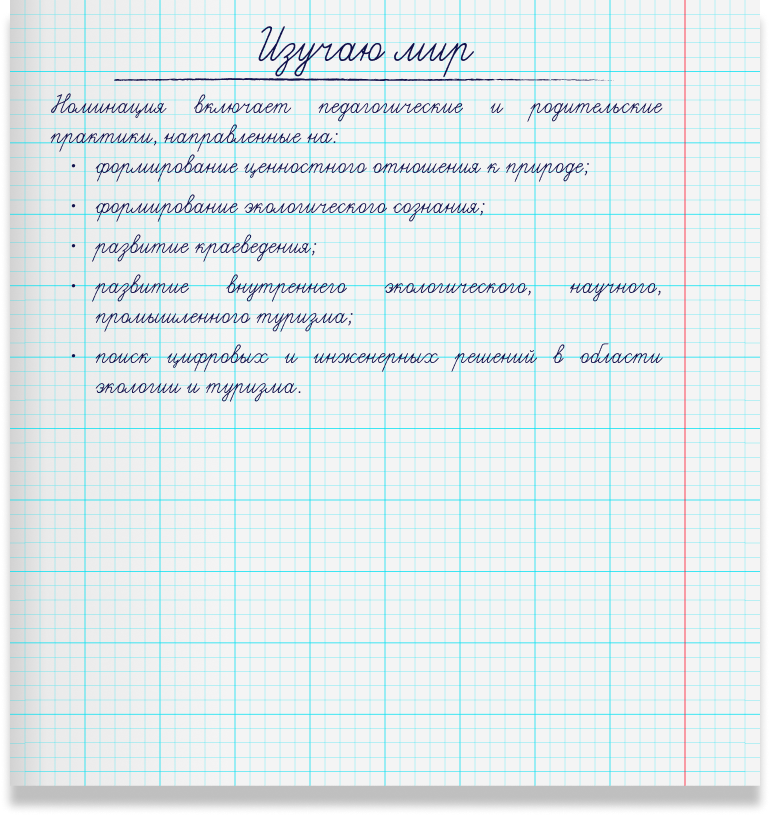 Изучаю мир
Номинация включает педагогические и родительские
практики, направленные на:
• формирование ценностного отношения к природе;
• формирование экологического сознания;
• развитие краеведения;
• развитие внутреннего экологического, научного,
промышленного туризма;
• поиск цифровых и инженерных решений в области
экологии и туризма.